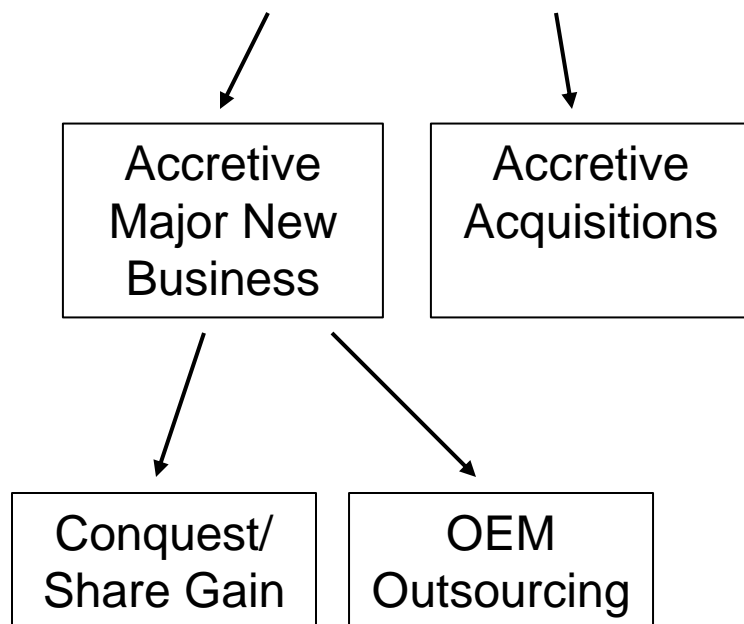 Accretive
Major New
Business
Accretive
Acquisitions
Conquest/
Share Gain
OEM
Outsourcing